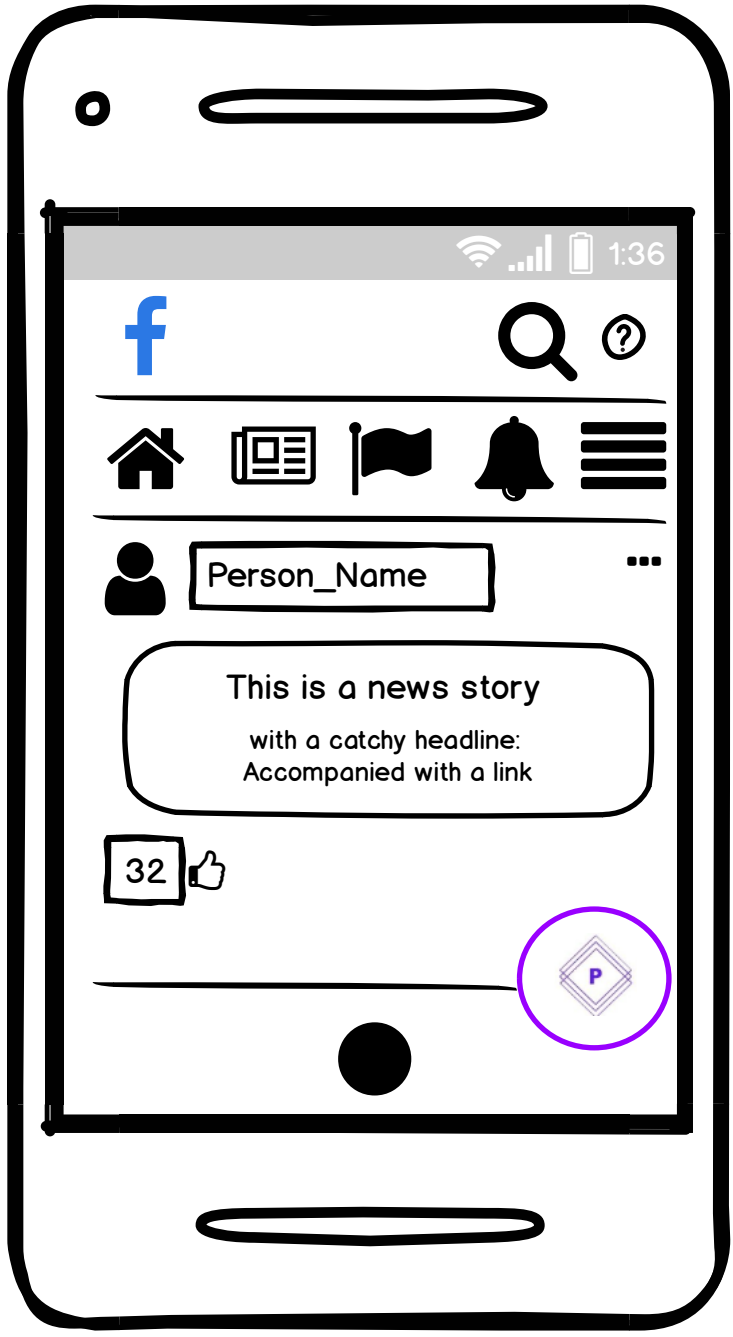 1:36
f
?
Person_Name
This is a news story
with a catchy headline:
Accompanied with a link
32
P